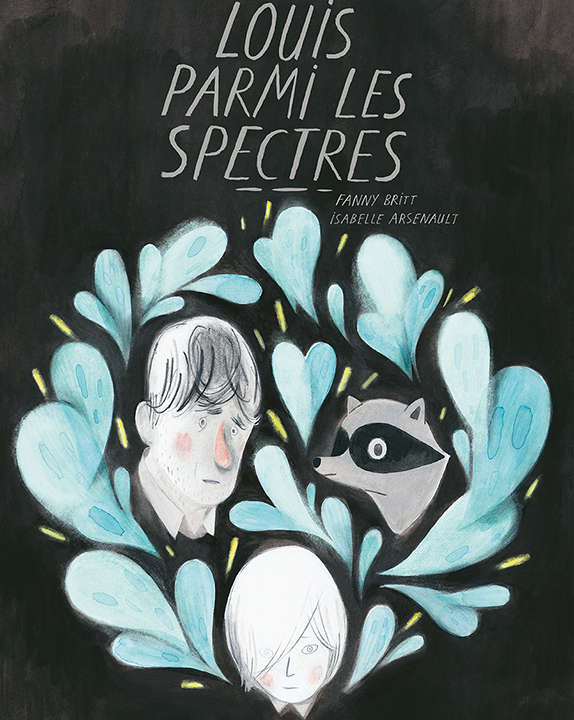 LOUIS
PARMI LES
SPECTRES
FANNY BRITT
ISABELLE ARSENAULT